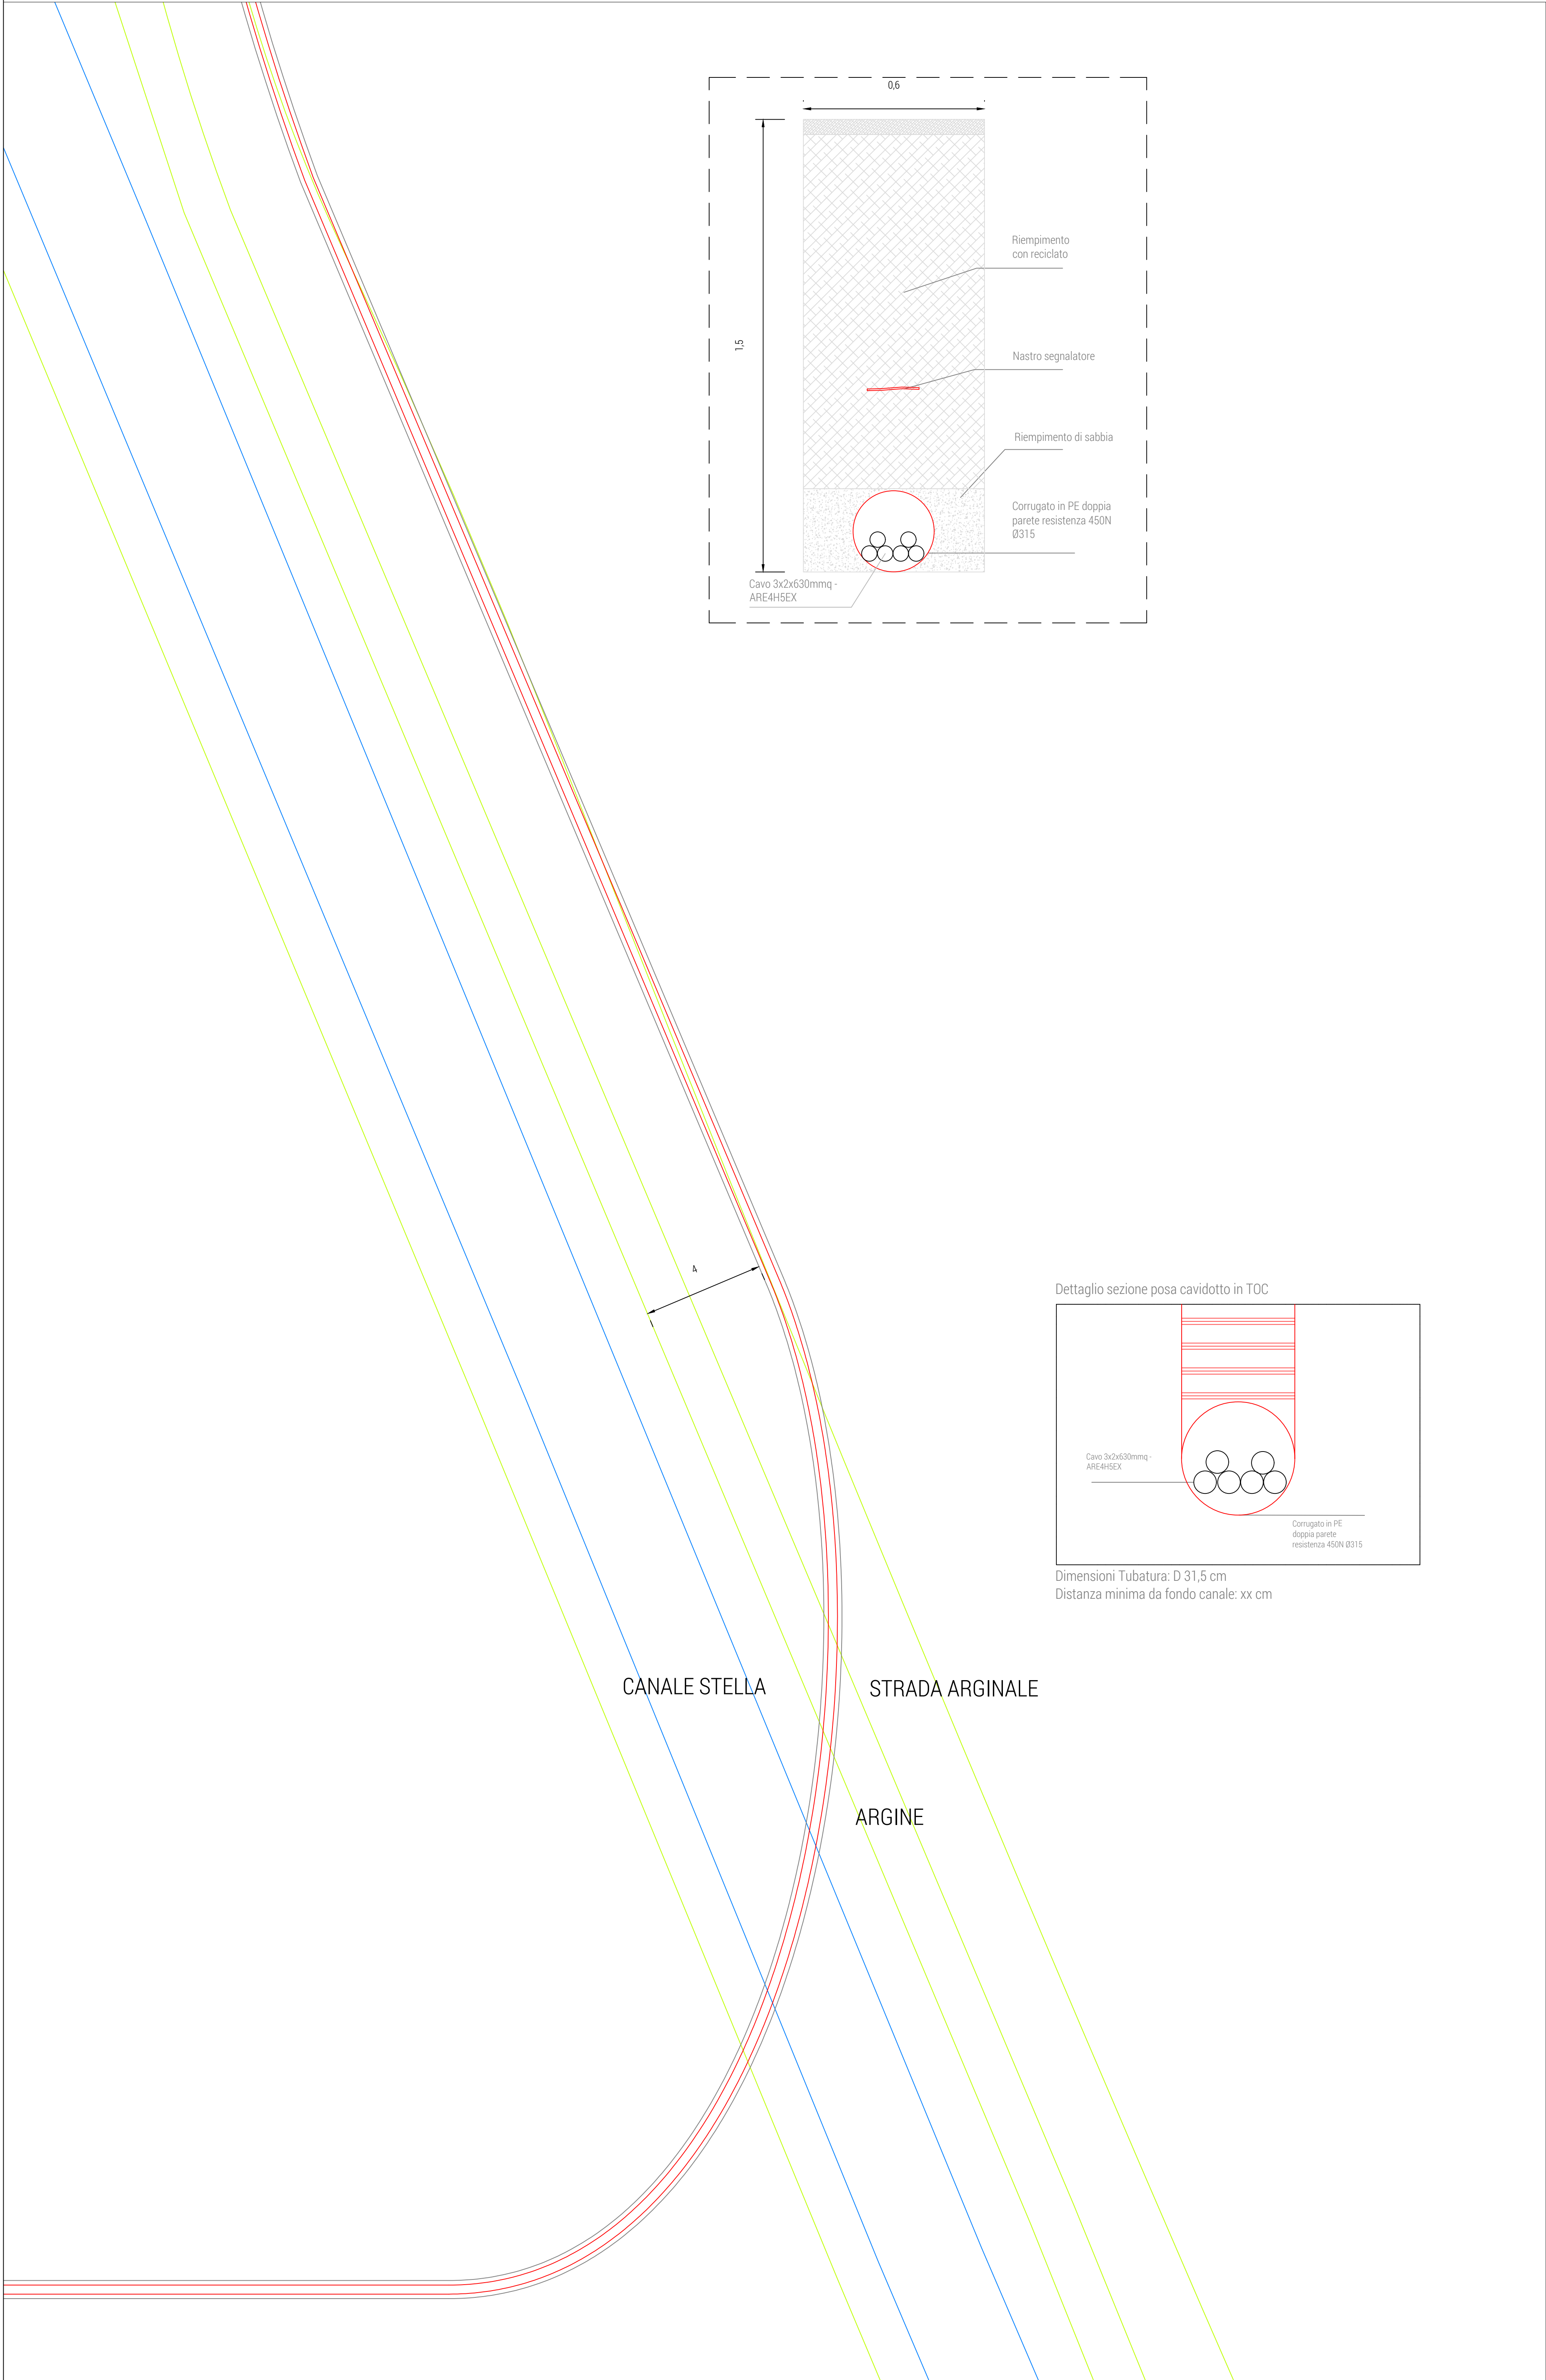 0,6
1,5
Riempimento
con reciclato
Nastro segnalatore
Riempimento di sabbia
Corrugato in PE doppia
parete resistenza 450N
Ø315
Cavo 3x2x630mmq -
ARE4H5EX
4
Dettaglio sezione posa cavidotto in TOC
Cavo 3x2x630mmq -
ARE4H5EX
Corrugato in PE
doppia parete
resistenza 450N Ø315
Dimensioni Tubatura: D 31,5 cm
Distanza minima da fondo canale: xx cm
CANALE STELLA
STRADA ARGINALE
ARGINE